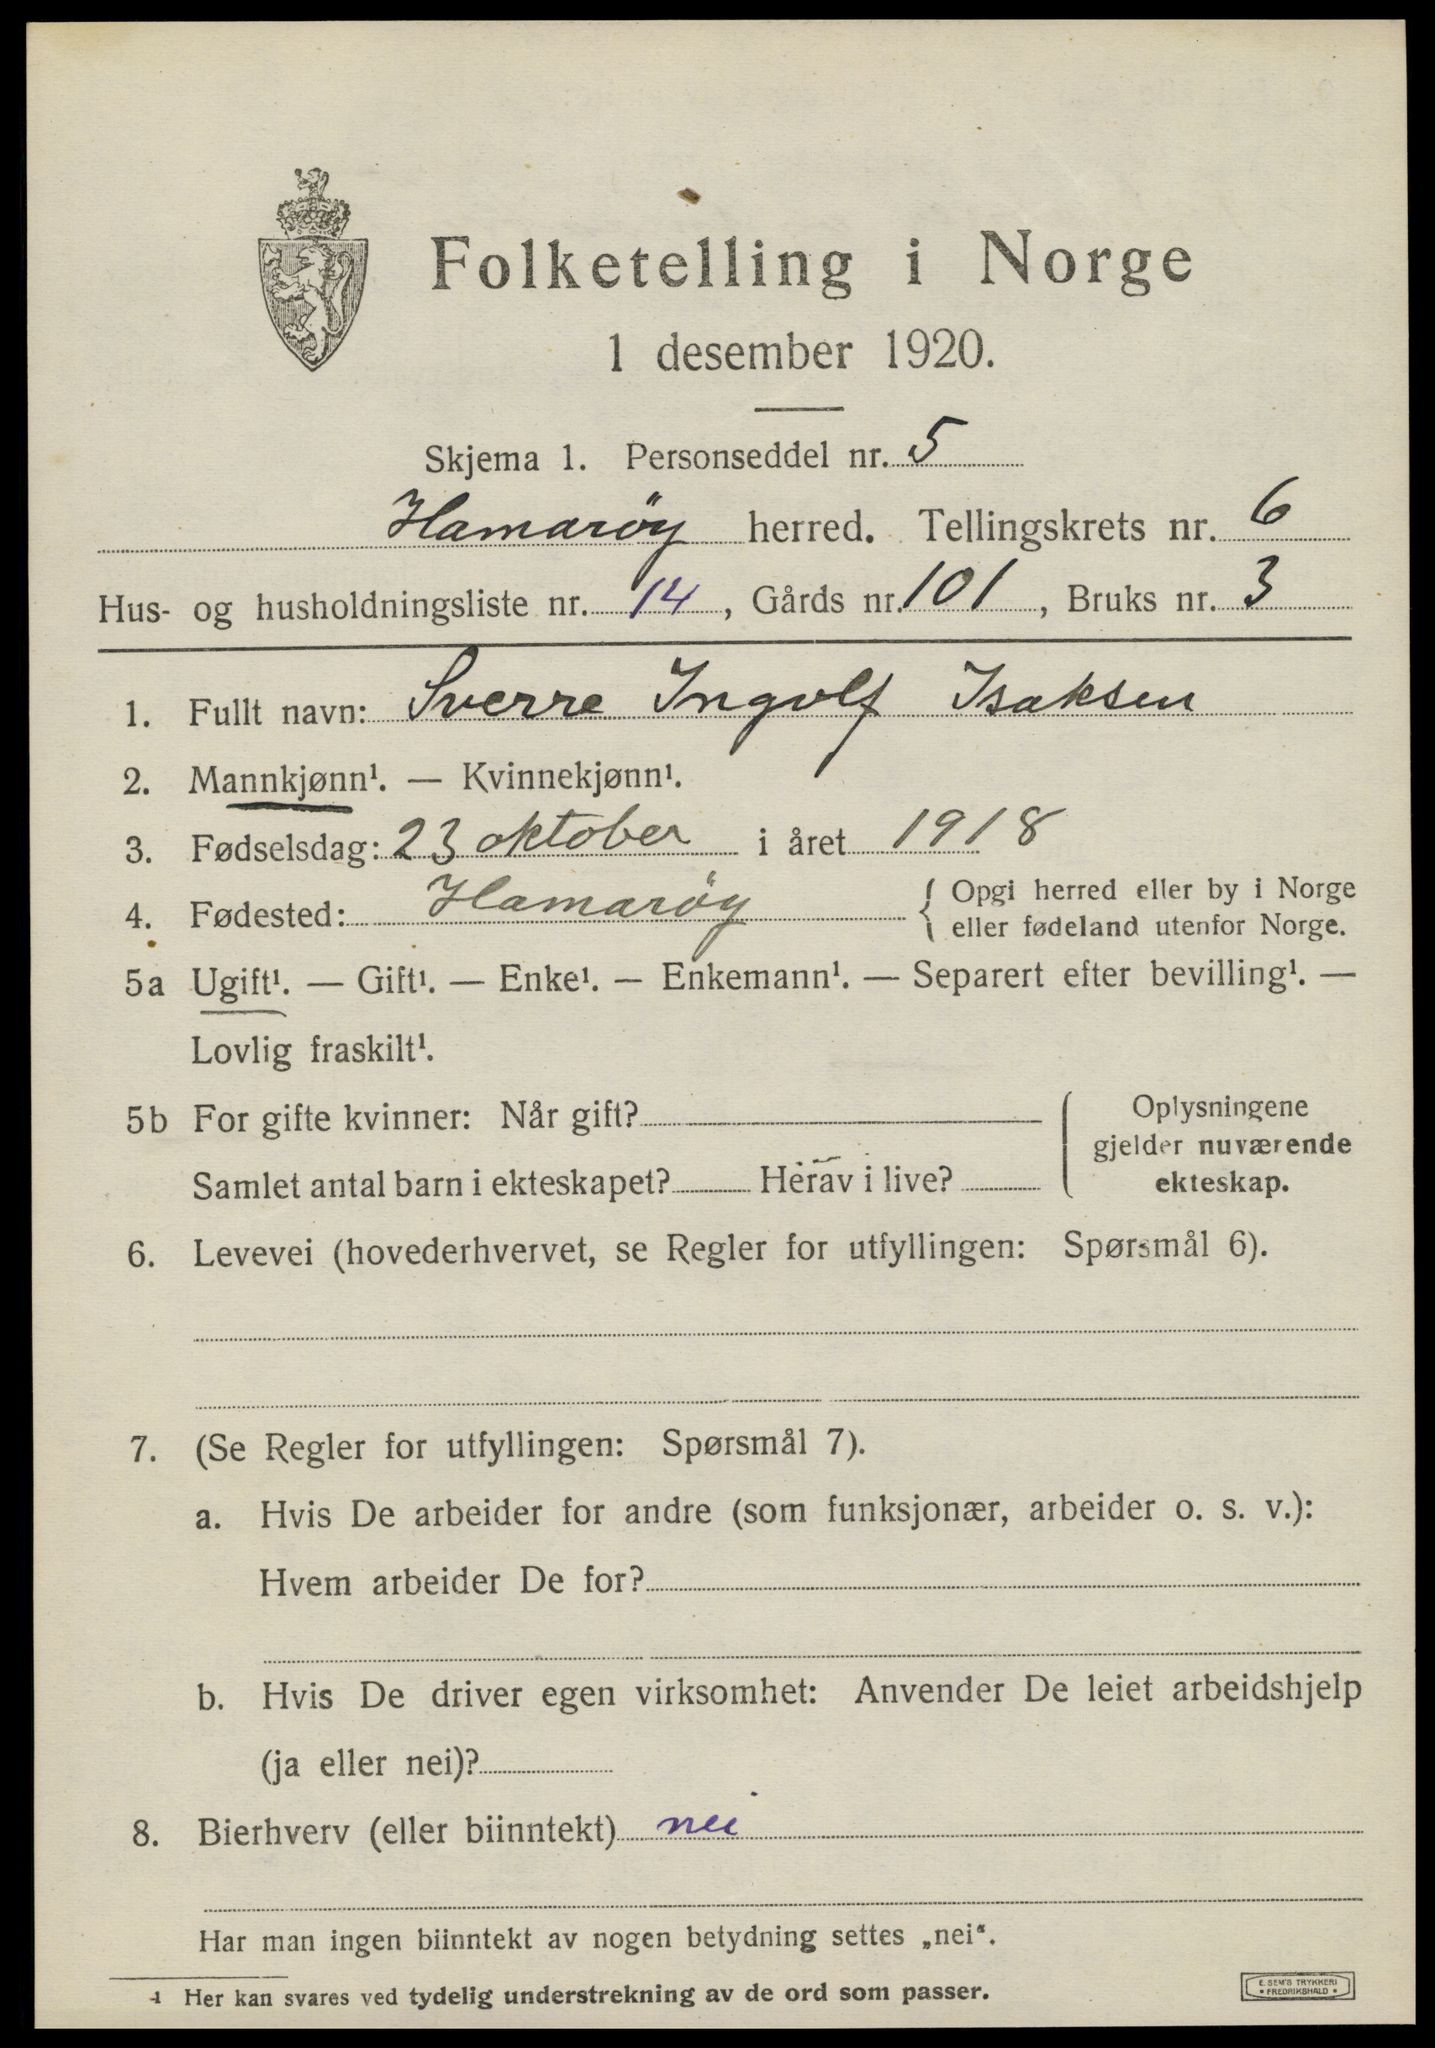 Folketelling i Norge
1 desember 1920.
Skjema 1. Personseddel nr. 5
Hamarøy herred. Tellingskrets nr. 6
Hus- og husholdningsliste nr. 14, Gårds nr. 101, Bruks nr. 3
1. Fullt navn: Sverre Ingolf Isaksen
2. Mannkjønn¹. — Kvinnekjønn¹.
3. Fødselsdag: 23 oktober i året 1918
4. Fødested: Hamarøy { Opgi herred eller by i Norge
eller fødeland utenfor Norge.
5a Ugift¹. — Gift¹. — Enke¹. — Enkemann¹. — Separert efter bevilling¹. —
Lovlig fraskilt¹.
5b For gifte kvinner: Når gift?
Samlet antal barn i ekteskapet? Herav i live?
Oplysningene
gjelder nuværende
ekteskap.
6. Levevei (hovederhvervet, se Regler for utfyllingen: Spørsmål 6).
7. (Se Regler for utfyllingen: Spørsmål 7).
a. Hvis De arbeider for andre (som funksjonær, arbeider o. s. v.):
Hvem arbeider De for?
b. Hvis De driver egen virksomhet: Anvender De leiet arbeidshjelp
(ja eller nei)?
8. Bierhverv (eller biinntekt) nei
Har man ingen biinntekt av nogen betydning settes „nei“.
¹ Her kan svares ved tydelig understrekning av de ord som passer.
E. SEM'S TRYKKERI
• FREDRIKSHALD •